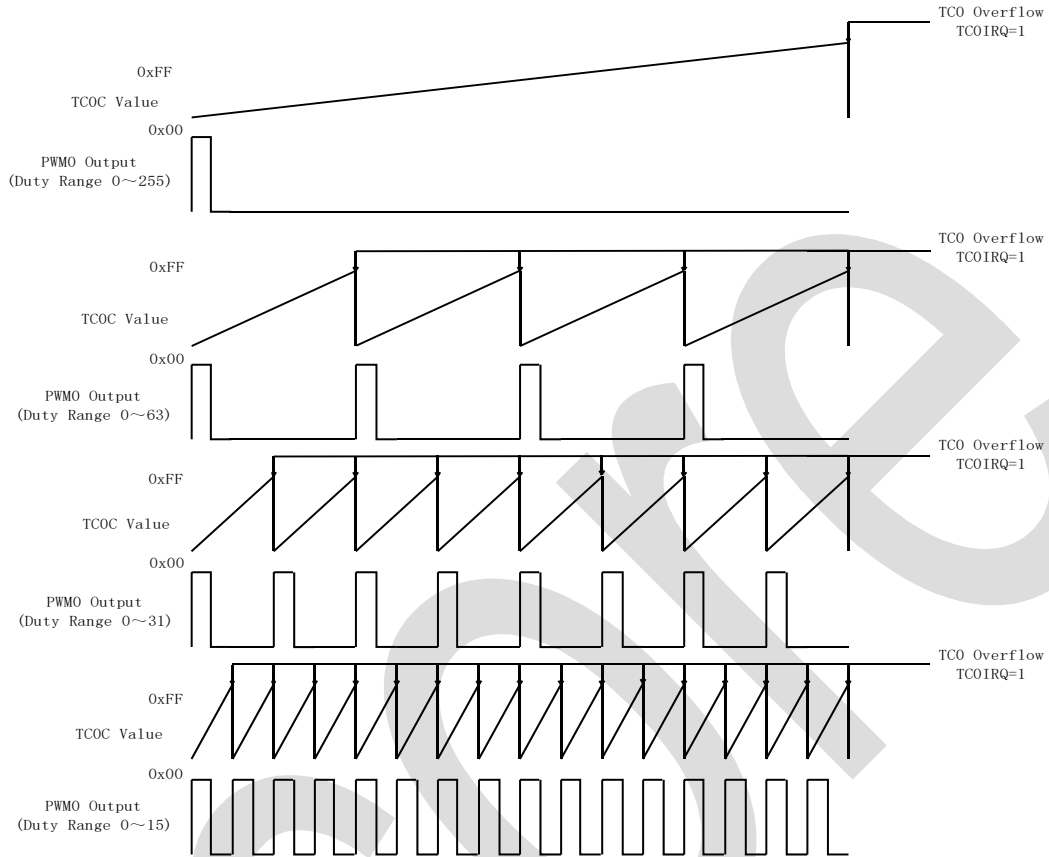 TC0 Overflow
TC0IRQ=1
0xFF
TC0C Value
0x00
PWM0 Output
(Duty Range 0～255)
TC0 Overflow
TC0IRQ=1
0xFF
TC0C Value
0x00
PWM0 Output
(Duty Range 0～63)
TC0 Overflow
TC0IRQ=1
0xFF
TC0C Value
0x00
PWM0 Output
(Duty Range 0～31)
TC0 Overflow
TC0IRQ=1
0xFF
TC0C Value
0x00
PWM0 Output
(Duty Range 0～15)